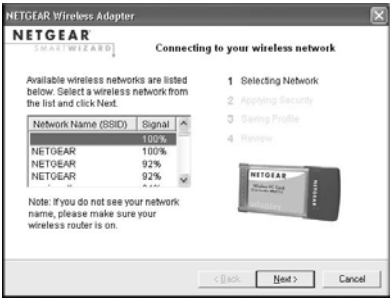 NETGEAR Wireless Adapter
NETGEAR
SMARTWIZARD
Connecting to your wireless network
Available wireless networks are listed
below. Select a wireless network from
the list and click Next.
Network Name (SSID) Signal
100%
NETGEAR 100%
NETGEAR 92%
NETGEAR 92%
Note: If you do not see your network
name, please make sure your
wireless router is on.
1 Selecting Network
2 Applying Security
3 Saving Profile
4 Review
NETGEAR
< Back
Next >
Cancel